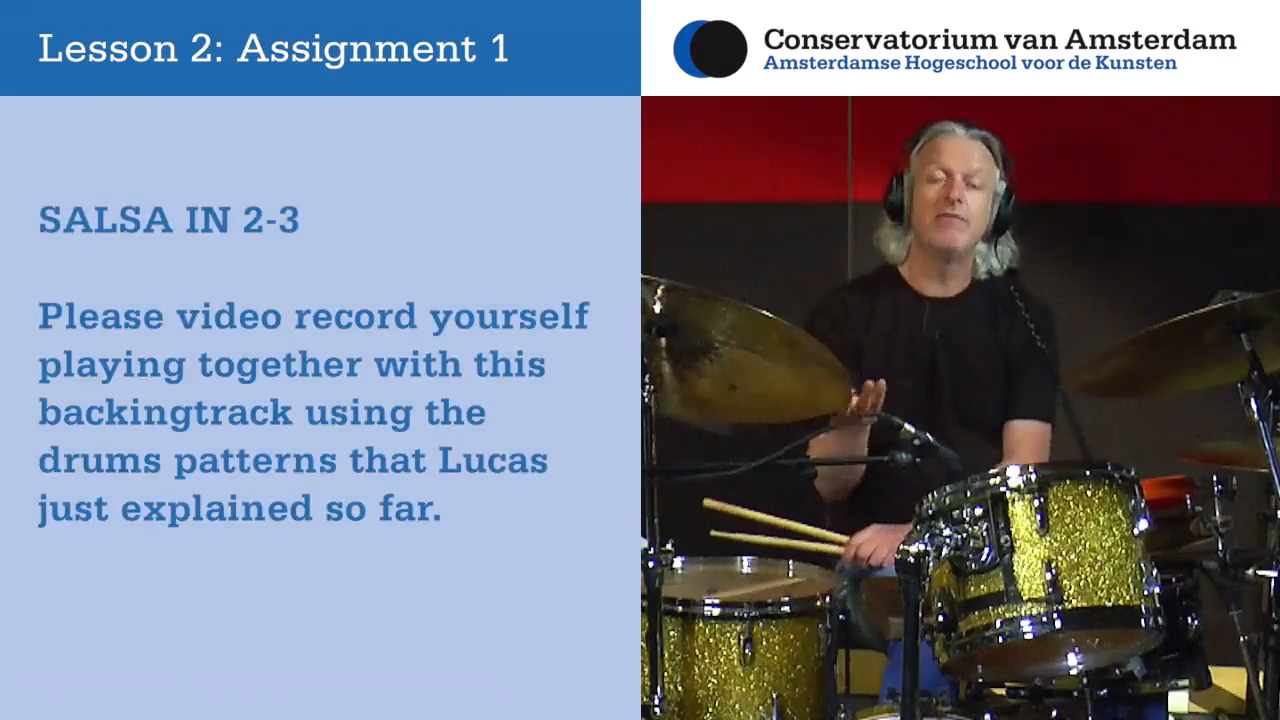 Lesson 2: Assignment 1
Conservatorium van Amsterdam
Amsterdamse Hogeschool voor de Kunsten
SALSA IN 2-3
Please video record yourself
playing together with this
backingtrack using the
drums patterns that Lucas
just explained so far.